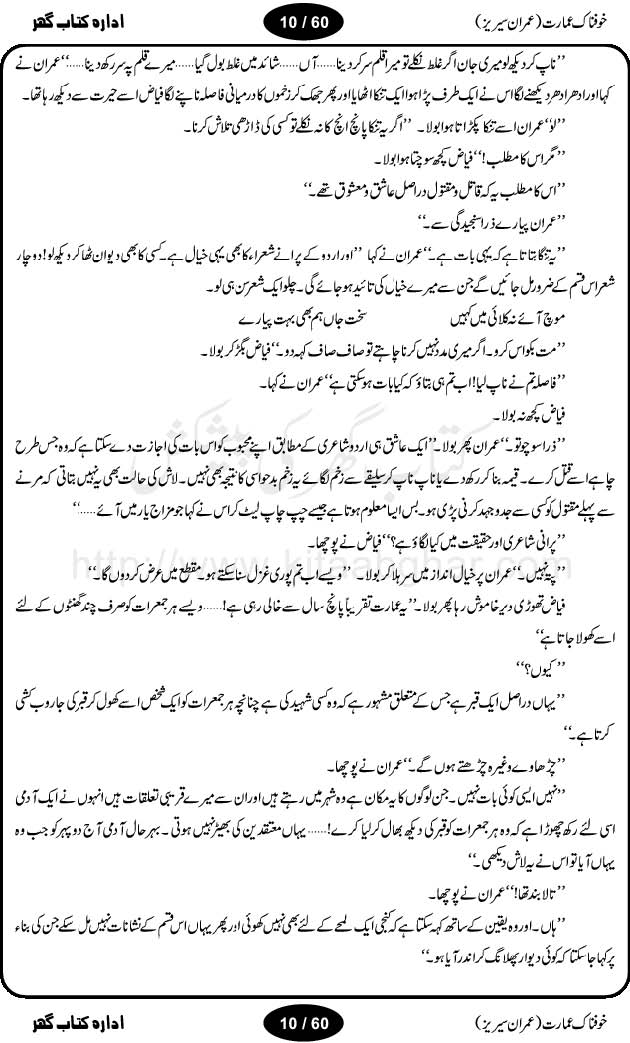 خوفناک عمارت (عمران سیریز) 10 / 60 ادارہ کتاب گھر
’’ناپ کر دیکھ لو میری جان اگر غلط نکلے تو میرا قلم سر کر دینا......آں......شائد میں غلط بول گیا......میرے قلم پہ سر رکھ دینا......‘‘عمران نے
کہا اور ادھر ادھر دیکھنے لگا اس نے ایک طرف پڑا ہوا ایک تنکا اٹھایا اور پھر جھک کر زخموں کا درمیانی فاصلہ ناپنے لگا فیاض اسے حیرت سے دیکھ رہا تھا۔
’’لؤ‘‘عمران اسے تنکا پکڑاتا ہوا بولا۔ ’’اگر یہ تنکا پانچ انچ کا نہ نکلے تو کسی کی ڈاڑھی تلاش کرنا۔
’’مگر اس کا مطلب!‘‘ فیاض کچھ سوچتا ہوا بولا۔
’’اس کا مطلب یہ کہ قاتل و مقتول دراصل عاشق و معشوق تھے۔‘‘
’’عمران پیارے ذرا سنجیدگی سے۔‘‘
’’یہ تنکا بتاتا ہے کہ یہی بات ہے۔‘‘عمران نے کہا ’’اور اردو کے پرانے شعراء کا بھی یہی خیال ہے۔کسی کا بھی دیوان اٹھا کر دیکھ لو! دو چار
شعر اس قسم کے ضرور مل جائیں گے جن سے میرے خیال کی تائید ہو جائے گی۔ چلو ایک شعر سن ہی لو۔
موچ آئے نہ کلائی میں کہیں سخت جاں ہم بھی بہت پیارے
’’مت بکواس کرو۔ اگر میری مدد نہیں کرنا چاہتے تو صاف صاف کہہ دو۔‘‘ فیاض بگڑ کر بولا۔
’’فاصلہ تم نے ناپ لیا! اب تم ہی بتاؤ کہ کیا بات ہو سکتی ہے‘‘عمران نے کہا۔
فیاض کچھ نہ بولا۔
’’ذرا سوچو تو۔‘‘عمران پھر بولا۔’’ایک عاشق ہی اردو شاعری کے مطابق اپنے محبوب کو اس بات کی اجازت دے سکتا ہے کہ وہ جس طرح
چاہے اسے قتل کرے۔ قیمہ بنا کر رکھ دے یا ناپ ناپ کر سلیقے سے زخم لگائے یہ زخم بدحواسی کا نتیجہ بھی نہیں۔ لاش کی حالت بھی یہ نہیں بتاتی کہ مرنے
سے پہلے مقتول کو کسی سے جدوجہد کرنی پڑی ہو۔ بس ایسا معلوم ہوتا ہے جیسے چپ چاپ لیٹ کر اس نے کہا جو مزاج یار میں آئے.....‘‘
’’پرانی شاعری اور حقیقت میں کیا لگاؤ ہے؟‘‘ فیاض نے پوچھا۔
’’پتہ نہیں۔‘‘ عمران پر خیال انداز میں سر ہلا کر بولا۔ ’’ویسے اب تم پوری غزل سنا سکتے ہو۔مقطع میں عرض کر دوں گا۔‘‘
فیاض تھوڑی دیر خاموش رہا پھر بولا۔’’یہ عمارت تقریباً پانچ سال سے خالی رہی ہے!......ویسے ہر جمعرات کو صرف چند گھنٹوں کے لئے
اسے کھولا جاتا ہے‘‘
’’کیوں؟‘‘
’’یہاں دراصل ایک قبر ہے جس کے متعلق مشہور ہے کہ وہ کسی شہید کی ہے چنانچہ ہر جمعرات کو ایک شخص اسے کھول کر قبر کی جاروب کشی
کرتا ہے۔‘‘
’’چڑھاوے وغیرہ چڑھتے ہوں گے۔‘‘عمران نے پوچھا۔
’’نہیں ایسی کوئی بات نہیں۔ جن لوگوں کا یہ مکان ہے وہ شہر میں رہتے ہیں اور ان سے میرے قریبی تعلقات ہیں انہوں نے ایک آدمی
اسی لئے رکھ چھوڑا ہے کہ وہ ہر جمعرات کو قبر کی دیکھ بھال کر لیا کرے!......یہاں معتقدین کی بھیڑ نہیں ہوتی۔ بہر حال آدمی آج دو پہر کو جب وہ
یہاں آیا تو اس نے یہ لاش دیکھی۔‘‘
’’تالا بند تھا!‘‘ عمران نے پوچھا۔
’’ہاں۔ اور وہ یقین کے ساتھ کہہ سکتا ہے کہ کنجی ایک لمحے کے لئے بھی نہیں کھوئی اور پھر یہاں اس قسم کے نشانات نہیں مل سکے جن کی بناء
پر کہا جا سکتا کہ کوئی دیوار پھلانگ کر اندر آیا ہو۔‘‘
کتاب گھر کی پیشکش
http://www.kitaabghar.com
خوفناک عمارت (عمران سیریز) 10 / 60 ادارہ کتاب گھر